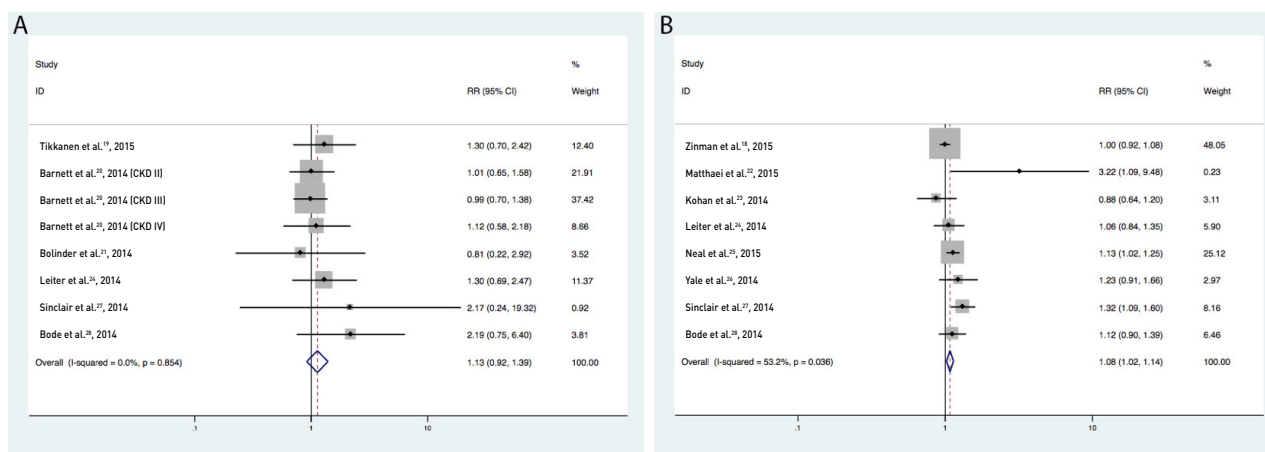 A
Study %
ID RR (95% CI) Weight
Tikkanen et al.¹⁹, 2015 1.30 (0.70, 2.42) 12.40
Barnett et al.²⁰, 2014 (CKD II) 1.01 (0.65, 1.58) 21.91
Barnett et al.²⁰, 2014 (CKD III) 0.99 (0.70, 1.38) 37.42
Barnett et al.²⁰, 2014 (CKD IV) 1.12 (0.58, 2.18) 8.66
Bolinder et al.²¹, 2014 0.81 (0.22, 2.92) 3.52
Leiter et al.²⁴, 2014 1.30 (0.69, 2.47) 11.37
Sinclair et al.²⁷, 2014 2.17 (0.24, 19.32) 0.92
Bode et al.²⁸, 2014 2.19 (0.75, 6.40) 3.81
Overall (I-squared = 0.0%, p = 0.854) 1.13 (0.92, 1.39) 100.00
.1 1 10
B
Study %
ID RR (95% CI) Weight
Zinman et al.¹⁸, 2015 1.00 (0.92, 1.08) 48.05
Matthaei et al.²², 2015 3.22 (1.09, 9.48) 0.23
Kohan et al.²³, 2014 0.88 (0.64, 1.20) 3.11
Leiter et al.²⁴, 2014 1.06 (0.84, 1.35) 5.90
Neal et al.²⁵, 2015 1.13 (1.02, 1.25) 25.12
Yale et al.²⁶, 2014 1.23 (0.91, 1.66) 2.97
Sinclair et al.²⁷, 2014 1.32 (1.09, 1.60) 8.16
Bode et al.²⁸, 2014 1.12 (0.90, 1.39) 6.46
Overall (I-squared = 53.2%, p = 0.036) 1.08 (1.02, 1.14) 100.00
.1 1 10